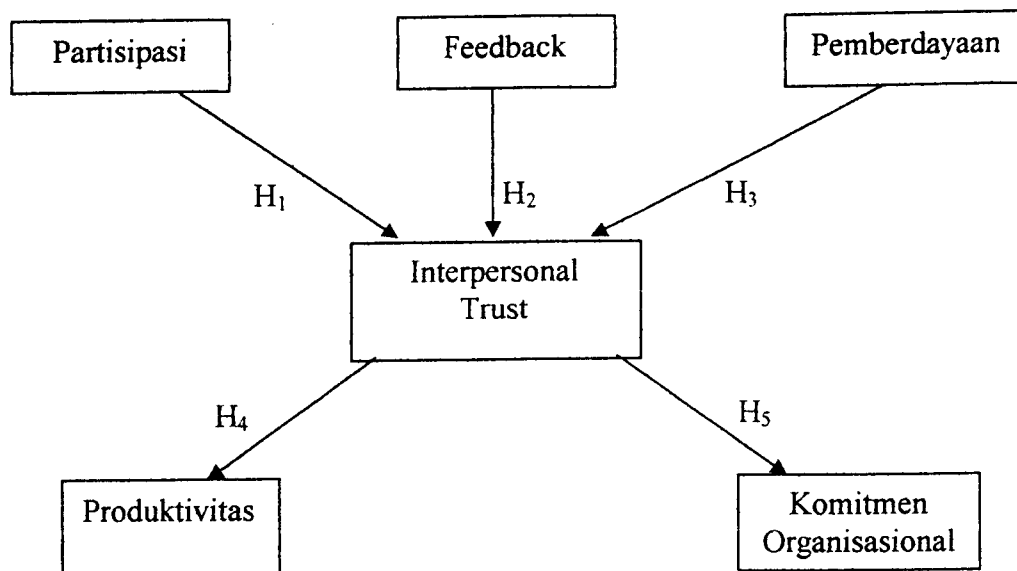 Partisipasi
Feedback
Pemberdayaan
H₁
H₂
H₃
Interpersonal
Trust
H₄
H₅
Produktivitas
Komitmen
Organisasional